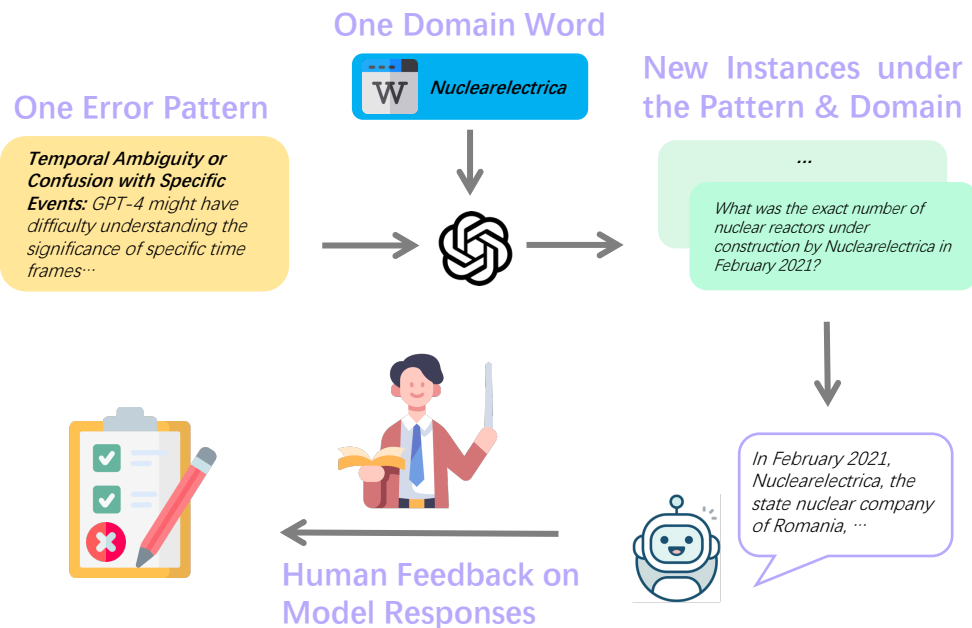 One Domain Word
W
Nuclearelectrica
New Instances under
the Pattern & Domain
One Error Pattern
Temporal Ambiguity or
Confusion with Specific
Events: GPT-4 might have
difficulty understanding the
significance of specific time
frames⋯
...
What was the exact number of
nuclear reactors under
construction by Nuclearelectrica in
February 2021?
In February 2021,
Nuclearelectrica, the
state nuclear company
of Romania, ⋯
Human Feedback on
Model Responses